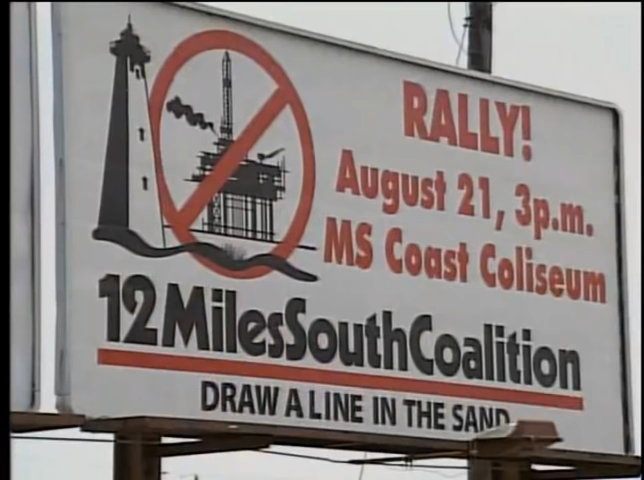 RALLY!
August 21, 3p.m.
MS Coast Coliseum
12MilesSouthCoalition
DRAW A LINE IN THE SAND